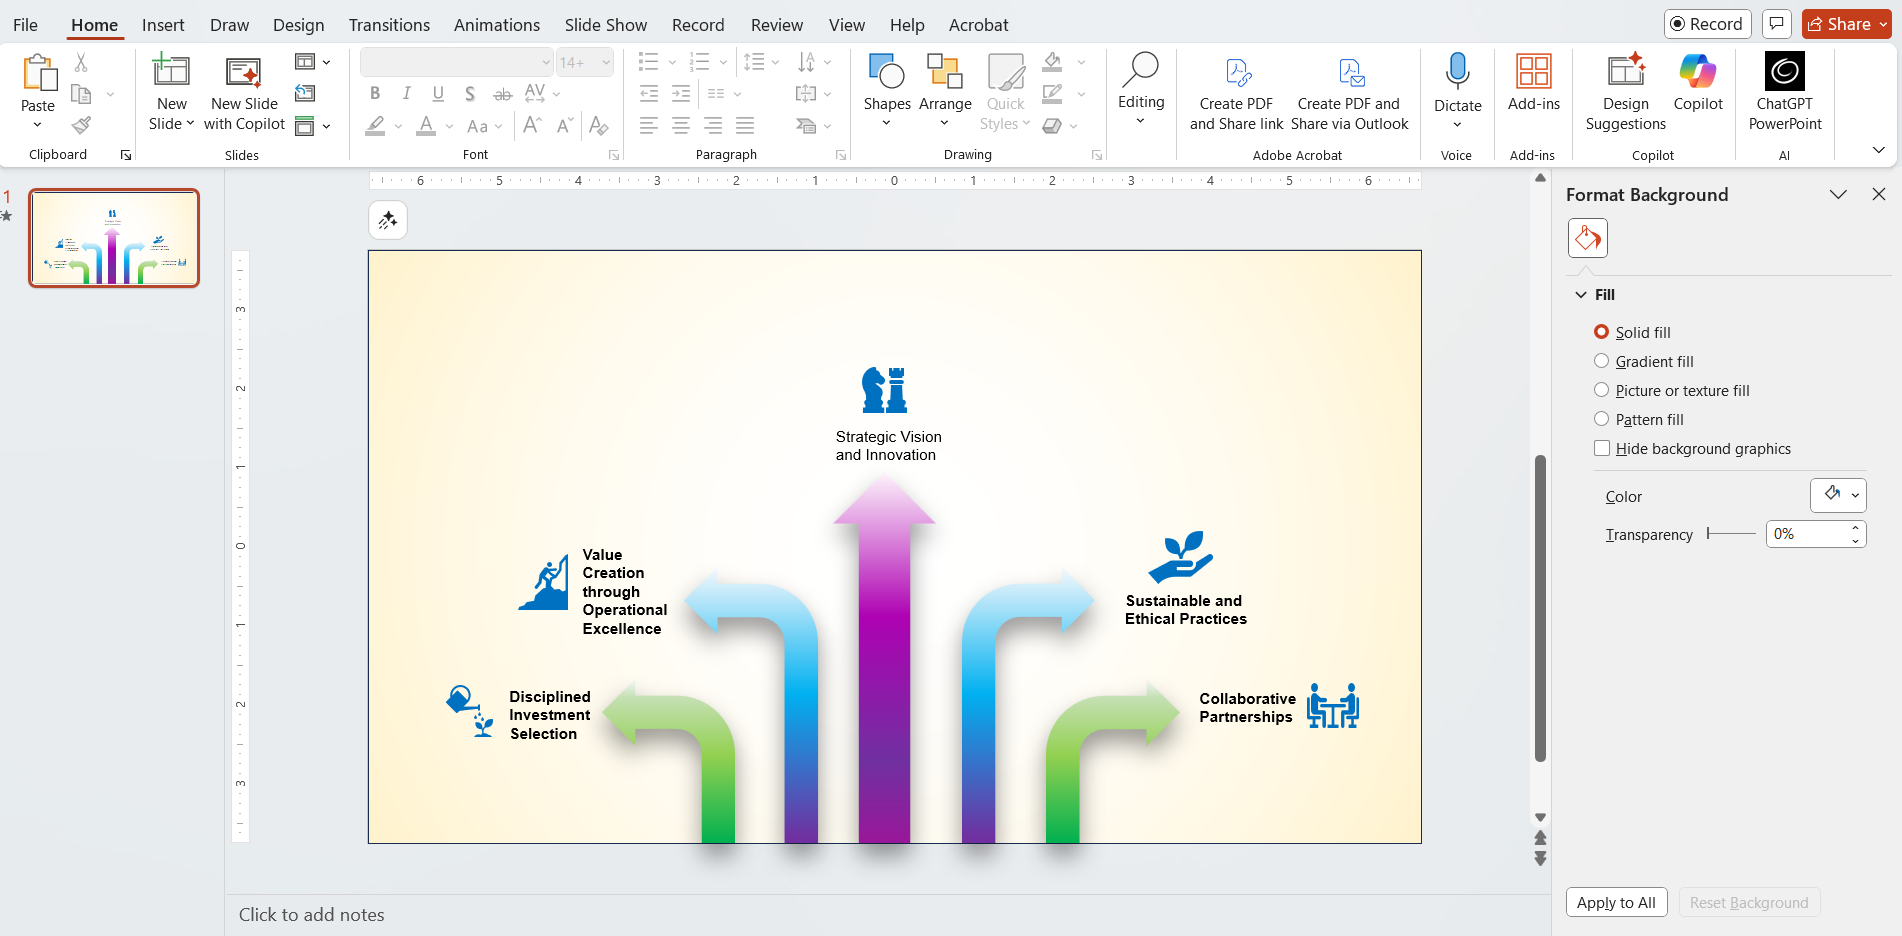 File Home Insert Draw Design Transitions Animations Slide Show Record Review View Help Acrobat
Record
Share
Paste
Clipboard
New
Slide
New Slide
with Copilot
Slides
14+
B I U S ab AV
Aa A A
A
Font
Paragraph
Shapes
Arrange
Quick
Styles
Drawing
Editing
Create PDF
and Share link
Create PDF and
Share via Outlook
Adobe Acrobat
Dictate
Voice
Add-ins
Add-ins
Design
Suggestions
Copilot
Copilot
ChatGPT
PowerPoint
AI
1
6 5 4 3 2 1 0 1 2 3 4 5 6
3
2
1
0
1
2
3
Strategic Vision
and Innovation
Value
Creation
through
Operational
Excellence
Sustainable and
Ethical Practices
Disciplined
Investment
Selection
Collaborative
Partnerships
Click to add notes
Format Background
Fill
Solid fill
Gradient fill
Picture or texture fill
Pattern fill
Hide background graphics
Color
Transparency
0%
Apply to All
Reset Background